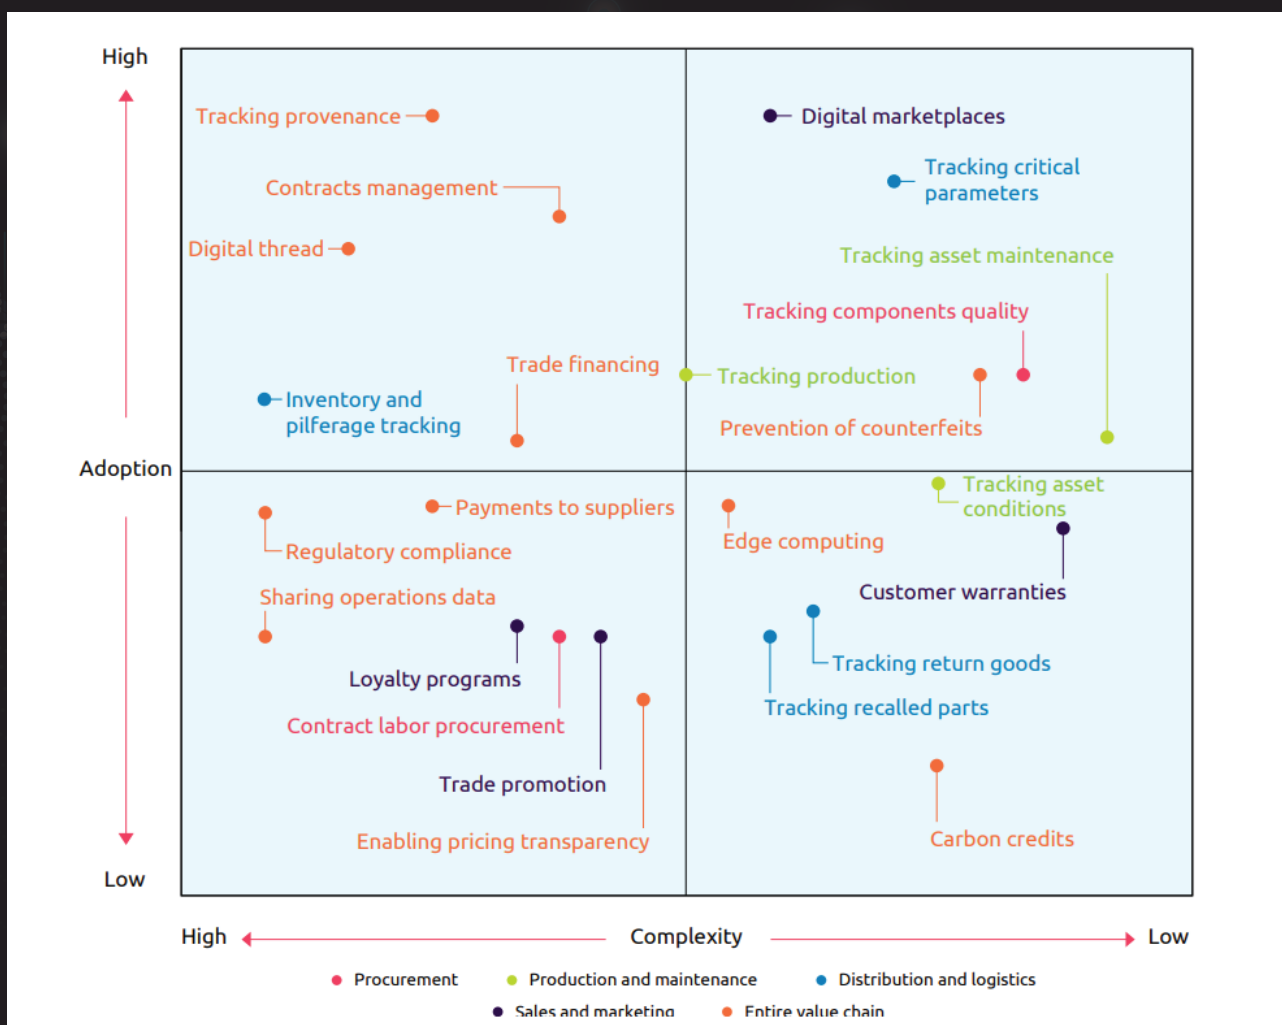 High
Tracking provenance
Digital marketplaces
Tracking critical
parameters
Contracts management
Digital thread
Tracking asset maintenance
Tracking components quality
Trade financing
Tracking production
Inventory and
pilferage tracking
Prevention of counterfeits
Adoption
Tracking asset
conditions
Payments to suppliers
Edge computing
Regulatory compliance
Customer warranties
Sharing operations data
Tracking return goods
Loyalty programs
Tracking recalled parts
Contract labor procurement
Trade promotion
Enabling pricing transparency
Carbon credits
Low
High
Complexity
Low
Procurement
Production and maintenance
Distribution and logistics
Sales and marketing
Entire value chain